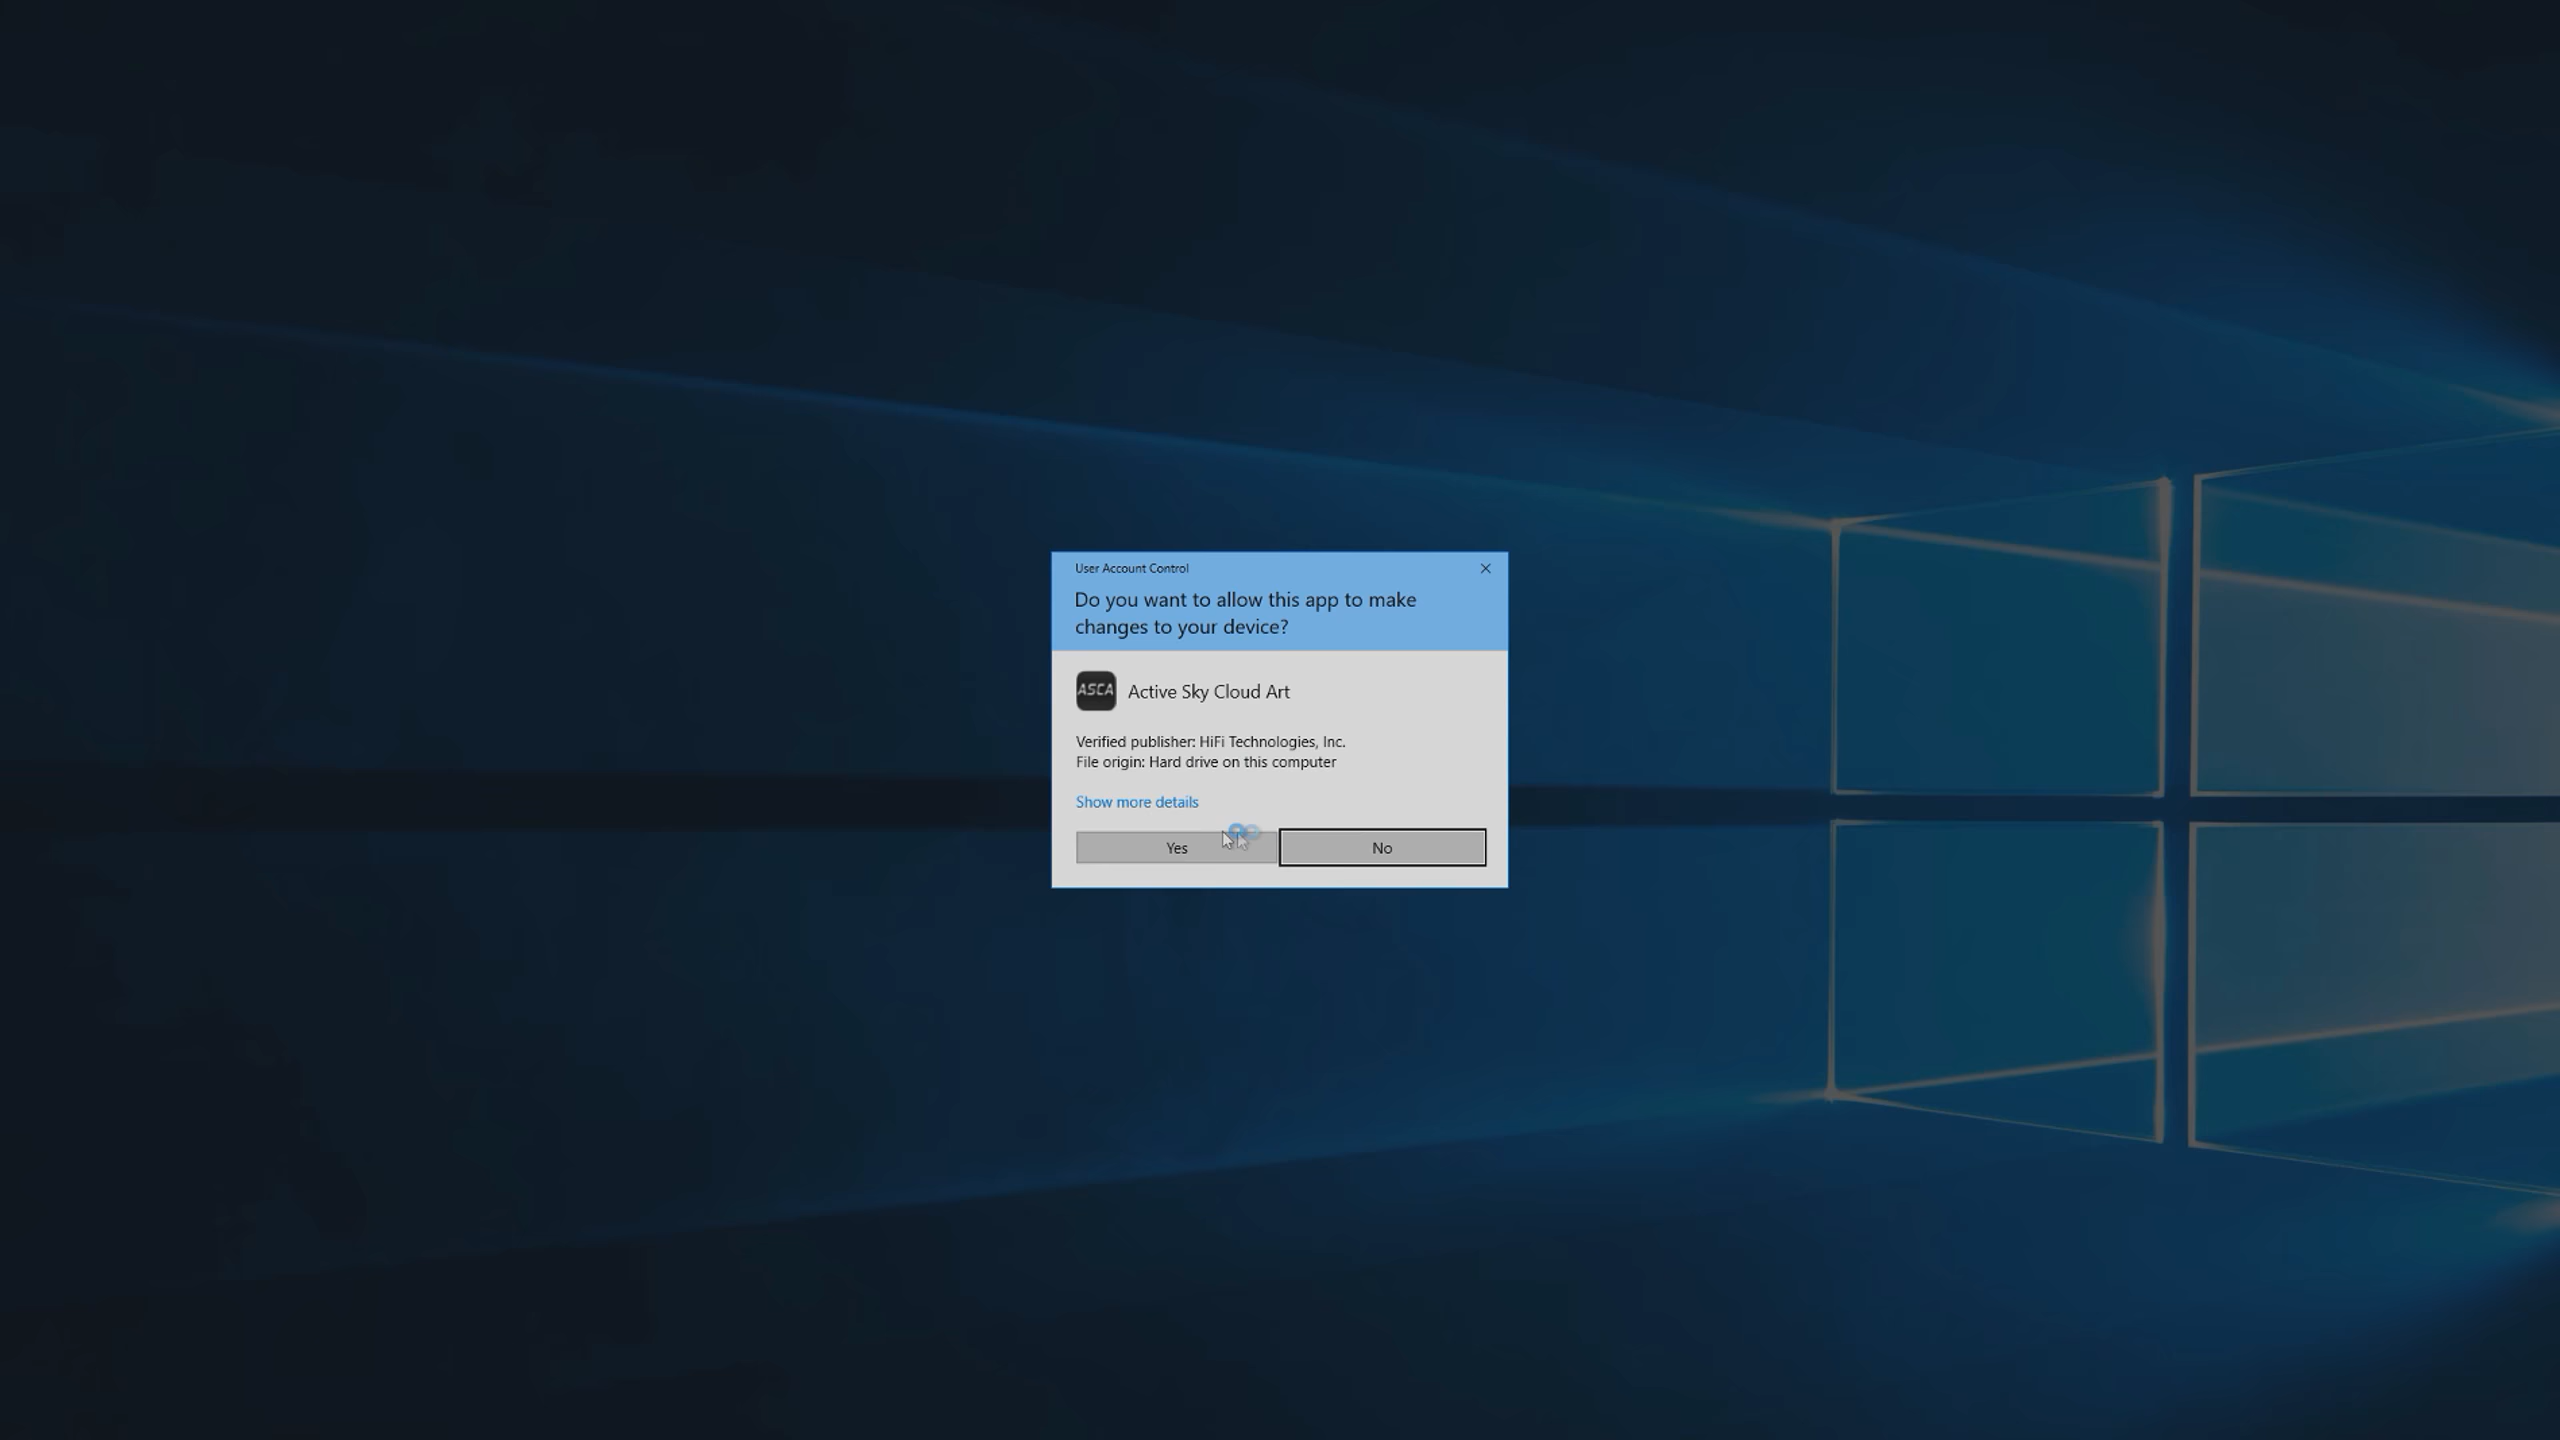 User Account Control
Do you want to allow this app to make
changes to your device?
ASCA
Active Sky Cloud Art
Verified publisher: HiFi Technologies, Inc.
File origin: Hard drive on this computer
Show more details
Yes
No